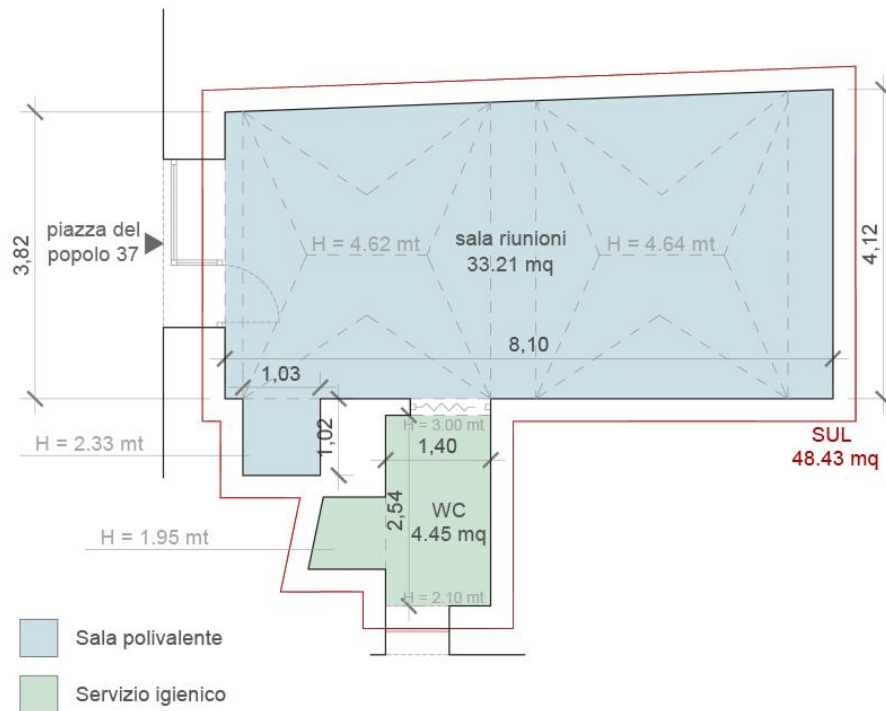 piazza del
popolo 37
3,82
H = 4.62 mt
sala riunioni
33.21 mq
H = 4.64 mt
4,12
8,10
1,03
1,02
H = 2.33 mt
H = 3.00 mt
1,40
SUL
48.43 mq
2,54
WC
4.45 mq
H = 1.95 mt
H = 2.10 mt
Sala polivalente
Servizio igienico